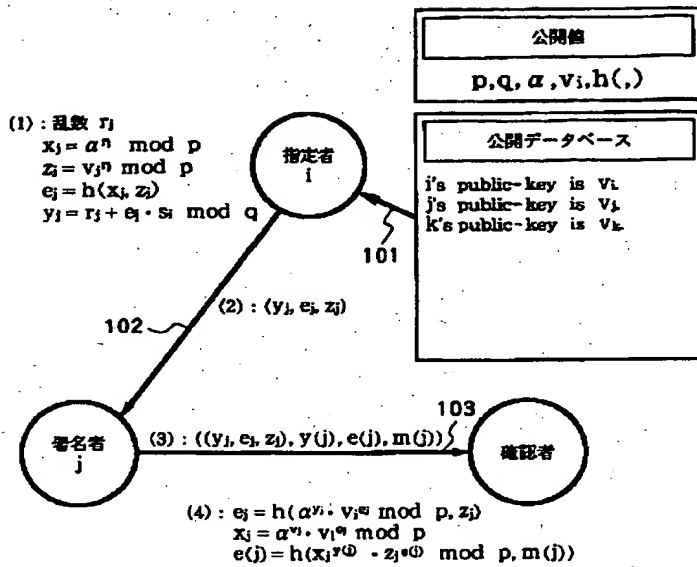 公開値
p,q,α,vi,h(,)
(1):乱数 rj
xj=α^rj mod p
zj=vj^rj mod p
ej=h(xj, zj)
yj=rj+ej・si mod q
指定者
i
公開データベース
i's public-key is vi.
j's public-key is vj.
k's public-key is vk.
101
102
(2):(yj, ej, zj)
署名者
j
(3):((yj, ej, zj), y(j), e(j), m(j))
103
確認者
(4):ej=h(α^yj・vi^ej mod p, zj)
xj=α^yj・vi^ej mod p
e(j)=h(xj^y(j)・zj^e(j) mod p, m(j))